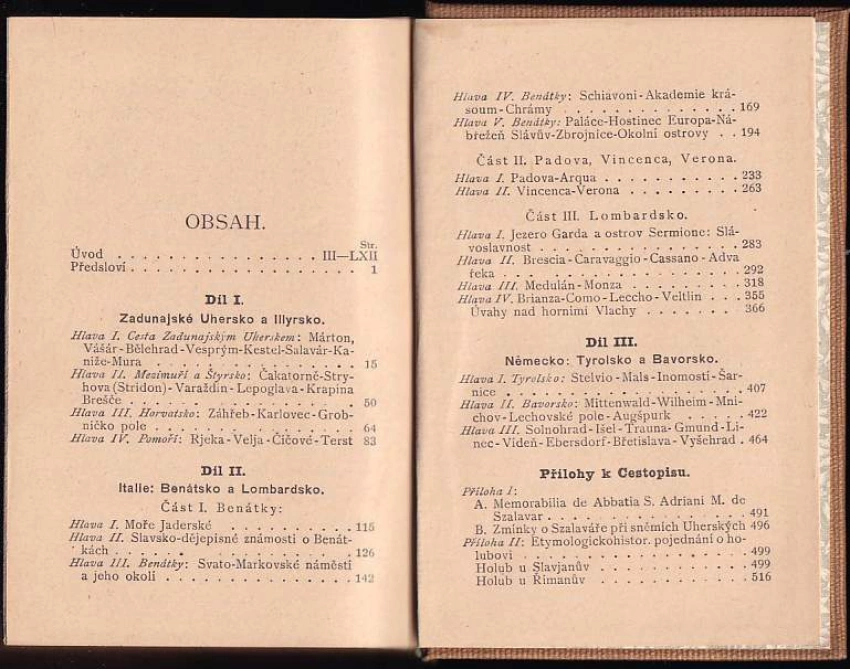 OBSAH.
Str.
Úvod . . . . . . . . . . . . . . . . III—LXII
Předsloví . . . . . . . . . . . . . . . . . 1
Díl I.
Zadunajské Uhersko a Illyrsko.
Hlava I. Cesta Zadunajským Uherskem: Márton,
Vášár-Bělehrad-Vesprým-Kestel-Salavár-Ka-
niže-Mura . . . . . . . . . . . . . . 15
Hlava II. Mezimuří a Štyrsko: Čakatorně-Stry-
hova (Stridon)-Varaždín-Lepoglava-Krapina
Brešče . . . . . . . . . . . . . . . 50
Hlava III. Horvatsko: Záhřeb-Karlovec-Grob-
ničko pole . . . . . . . . . . . . . . 64
Hlava IV. Pomoří: Rjeka-Velja-Čičové-Terst 83
Díl II.
Italie: Benátsko a Lombardsko.
Část I. Benátky:
Hlava I. Moře Jaderské . . . . . . . . . 115
Hlava II. Slavsko-dějepisné známosti o Benát-
kách . . . . . . . . . . . . . . . . 126
Hlava III. Benátky: Svato-Markovské náměstí
a jeho okolí . . . . . . . . . . . . . 142
Hlava IV. Benátky: Schiavoni-Akademie krá-
soum-Chrámy . . . . . . . . . . . . . 169
Hlava V. Benátky: Paláce-Hostinec Europa-Ná-
břežeň Slávův-Zbrojnice-Okolní ostrovy . . 194
Část II. Padova, Vincenca, Verona.
Hlava I. Padova-Arqua . . . . . . . . . . 233
Hlava II. Vincenca-Verona . . . . . . . . 263
Část III. Lombardsko.
Hlava I. Jezero Garda a ostrov Sermione: Slá-
voslavnost . . . . . . . . . . . . . . 283
Hlava II. Brescia-Caravaggio-Cassano-Adva
řeka . . . . . . . . . . . . . . . . . 292
Hlava III. Medulán-Monza . . . . . . . . 318
Hlava IV. Brianza-Como-Leccho-Veltlin . . 355
Úvahy nad horními Vlachy . . . . . . . 366
Díl III.
Německo: Tyrolsko a Bavorsko.
Hlava I. Tyrolsko: Stelvio-Mals-Inomostí-Šar-
nice . . . . . . . . . . . . . . . . . 407
Hlava II. Bavorsko: Mittenwald-Wilheim-Mni-
chov-Lechovské pole-Augšpurk . . . . . 422
Hlava III. Solnohrad-Išel-Trauna-Gmund-Li-
nec-Vídeň-Ebersdorf-Břetislava-Vyšehrad . 464
Přílohy k Cestopisu.
Příloha I:
A. Memorabilia de Abbatia S. Adriani M. de
Szalavar . . . . . . . . . . . . . . . 491
B. Zmínky o Szalaváře při sněmích Uherských 496
Příloha II: Etymologickohistor. pojednání o ho-
lubovi . . . . . . . . . . . . . . . . 499
Holub u Slavjanův . . . . . . . . . . . 499
Holub u Římanův . . . . . . . . . . . . 516